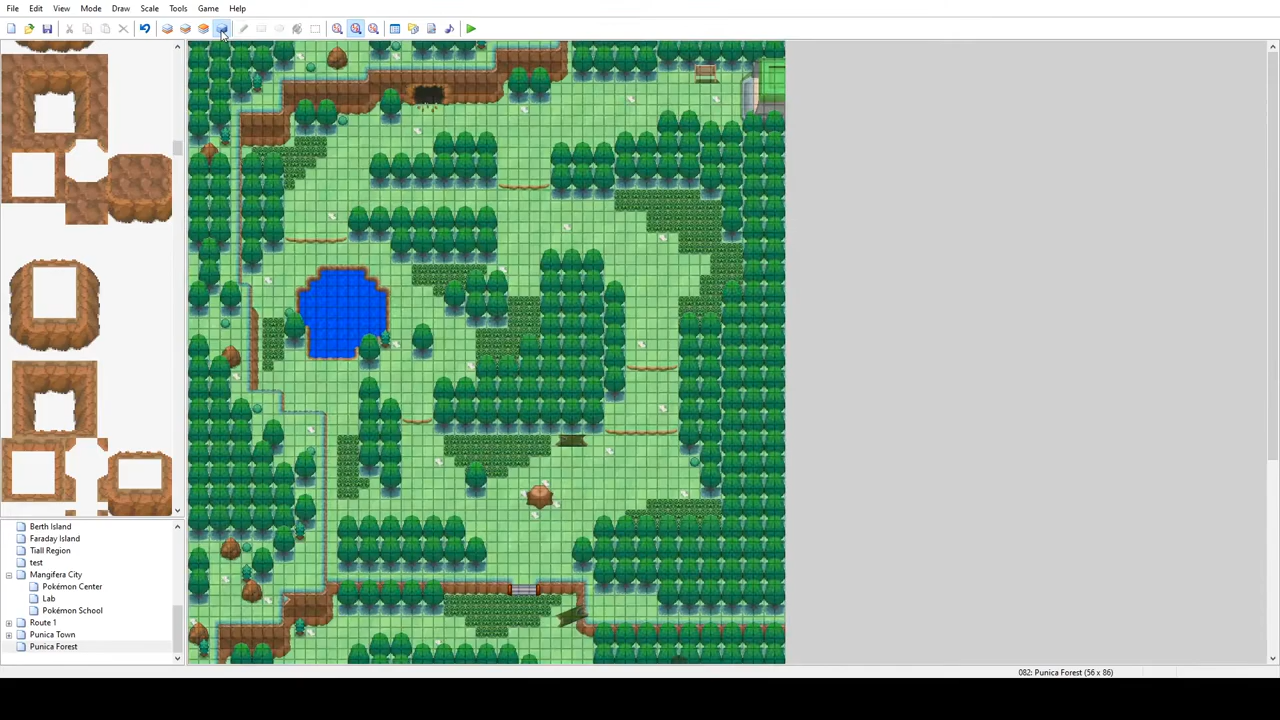 File Edit View Mode Draw Scale Tools Game Help
Berth Island
Faraday Island
Tiall Region
test
Mangifera City
Pokémon Center
Lab
Pokémon School
Route 1
Punica Town
Punica Forest
082: Punica Forest (56 x 86)